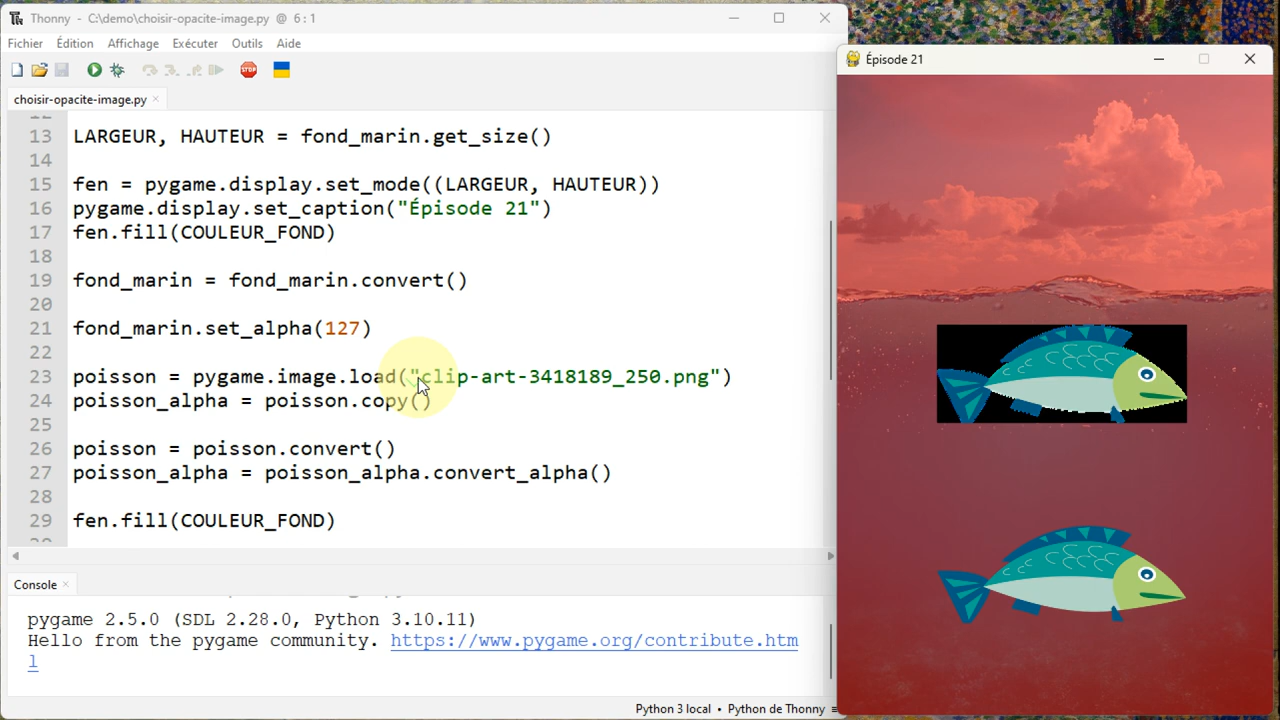 Thonny - C:\demo\choisir-opacite-image.py @ 6 : 1
Fichier Édition Affichage Exécuter Outils Aide
STOP
choisir-opacite-image.py ×
13 LARGEUR, HAUTEUR = fond_marin.get_size()
14
15 fen = pygame.display.set_mode((LARGEUR, HAUTEUR))
16 pygame.display.set_caption("Épisode 21")
17 fen.fill(COULEUR_FOND)
18
19 fond_marin = fond_marin.convert()
20
21 fond_marin.set_alpha(127)
22
23 poisson = pygame.image.load("clip-art-3418189_250.png")
24 poisson_alpha = poisson.copy()
25
26 poisson = poisson.convert()
27 poisson_alpha = poisson_alpha.convert_alpha()
28
29 fen.fill(COULEUR_FOND)
Console ×
pygame 2.5.0 (SDL 2.28.0, Python 3.10.11)
Hello from the pygame community. https://www.pygame.org/contribute.htm
l
Python 3 local • Python de Thonny ≡
Épisode 21